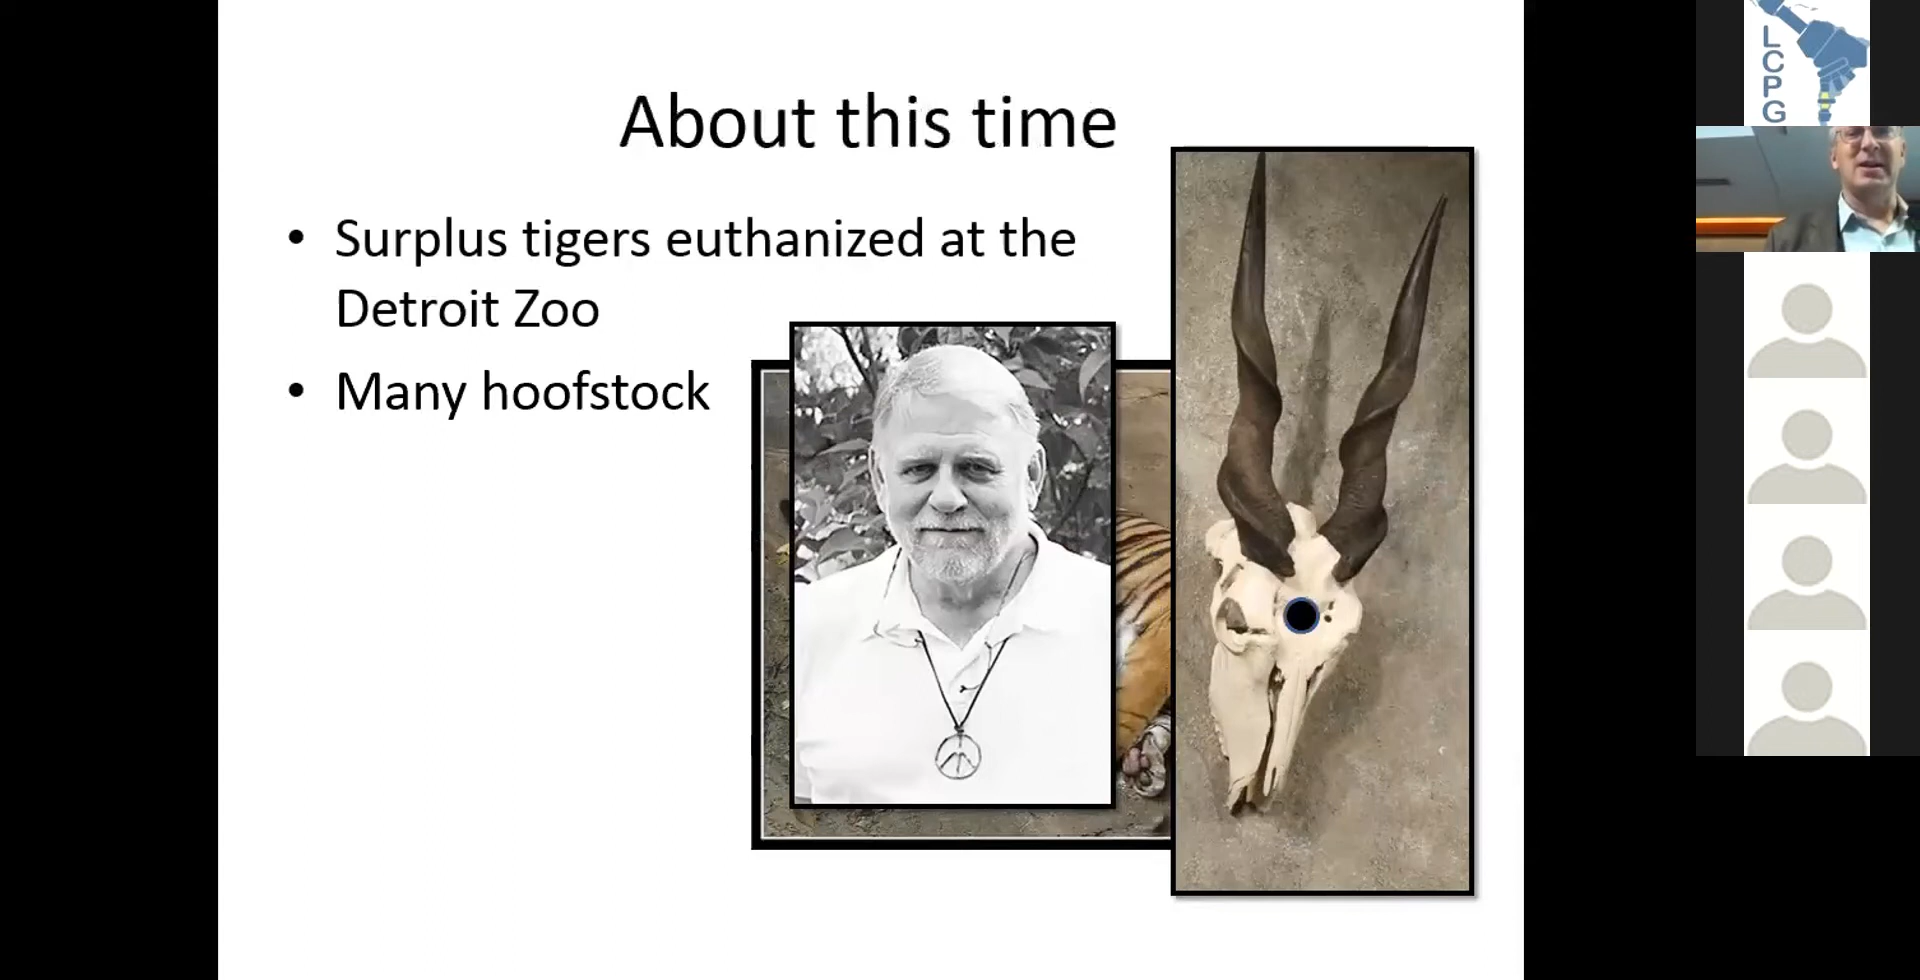 About this time
• Surplus tigers euthanized at the
Detroit Zoo
• Many hoofstock
LCPG